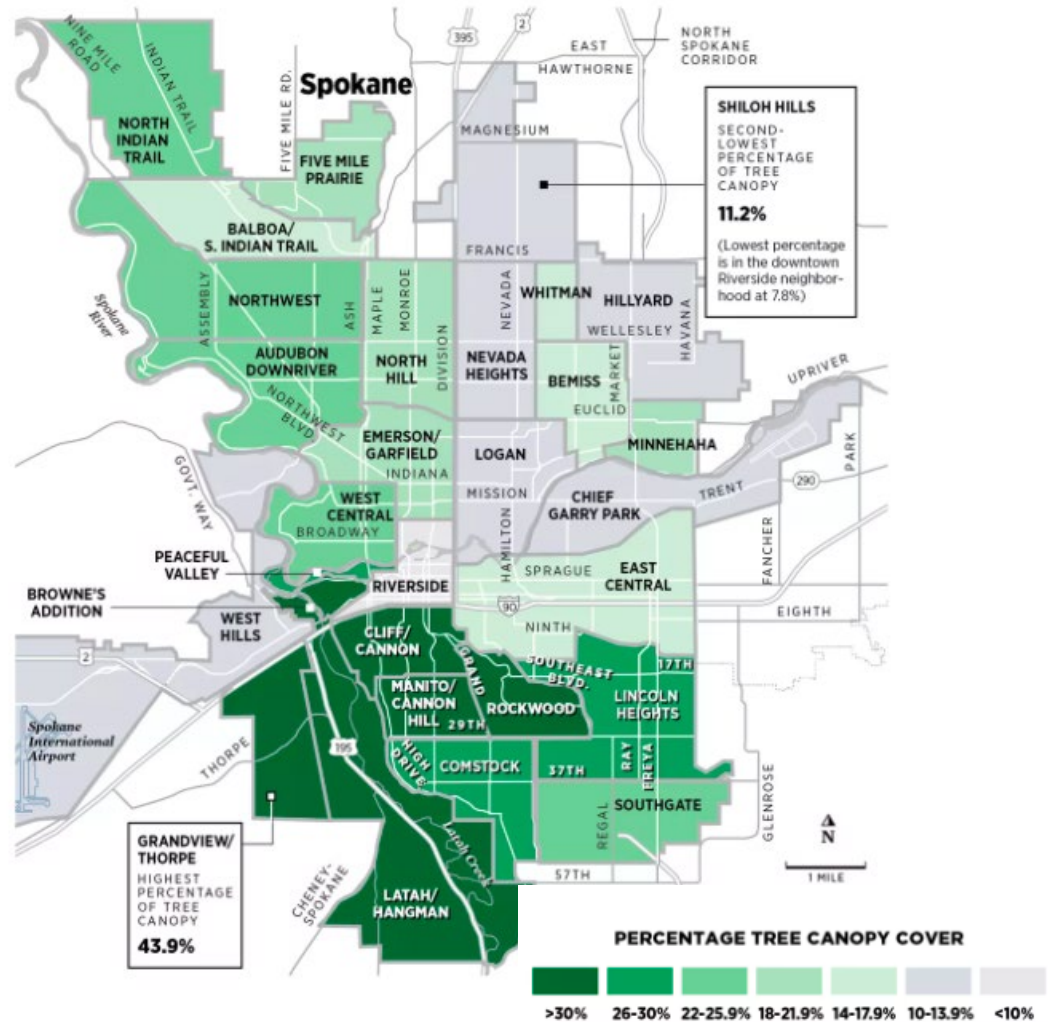 Spokane
NINE MILE
ROAD
INDIAN TRAIL
NORTH
INDIAN
TRAIL
FIVE MILE RD.
FIVE MILE
PRAIRIE
395
2
EAST
HAWTHORNE
NORTH
SPOKANE
CORRIDOR
MAGNESIUM
SHILOH HILLS
SECOND-
LOWEST
PERCENTAGE
OF TREE
CANOPY
11.2%
(Lowest percentage
is in the downtown
Riverside neighbor-
hood at 7.8%)
BALBOA/
S. INDIAN TRAIL
FRANCIS
Spokane
River
ASSEMBLY
NORTHWEST
ASH
MAPLE
MONROE
DIVISION
NEVADA
WHITMAN
HILLYARD
WELLESLEY
HAVANA
AUDUBON
DOWNRIVER
NORTH
HILL
NEVADA
HEIGHTS
BEMISS
MARKET
EUCLID
UPRIVER
NORTHWEST
BLVD
EMERSON/
GARFIELD
INDIANA
LOGAN
MINNEHAHA
PARK
GOVT. WAY
MISSION
CHIEF
GARRY PARK
TRENT
290
WEST
CENTRAL
BROADWAY
HAMILTON
FANCHER
PEACEFUL
VALLEY
RIVERSIDE
SPRAGUE
EAST
CENTRAL
BROWNE'S
ADDITION
90
EIGHTH
WEST
HILLS
NINTH
2
CLIFF/
CANNON
GRAND
SOUTHEAST
BLVD.
17TH
MANITO/
CANNON
HILL
29TH
ROCKWOOD
LINCOLN
HEIGHTS
Spokane
International
Airport
THORPE
195
HIGH
DRIVE
COMSTOCK
37TH
RAY
FREYA
REGAL
SOUTHGATE
GLENROSE
N
1 MILE
57TH
GRANDVIEW/
THORPE
HIGHEST
PERCENTAGE
OF TREE
CANOPY
43.9%
CHENEY-
SPOKANE
Latah Creek
LATAH/
HANGMAN
PERCENTAGE TREE CANOPY COVER
>30% 26-30% 22-25.9% 18-21.9% 14-17.9% 10-13.9% <10%